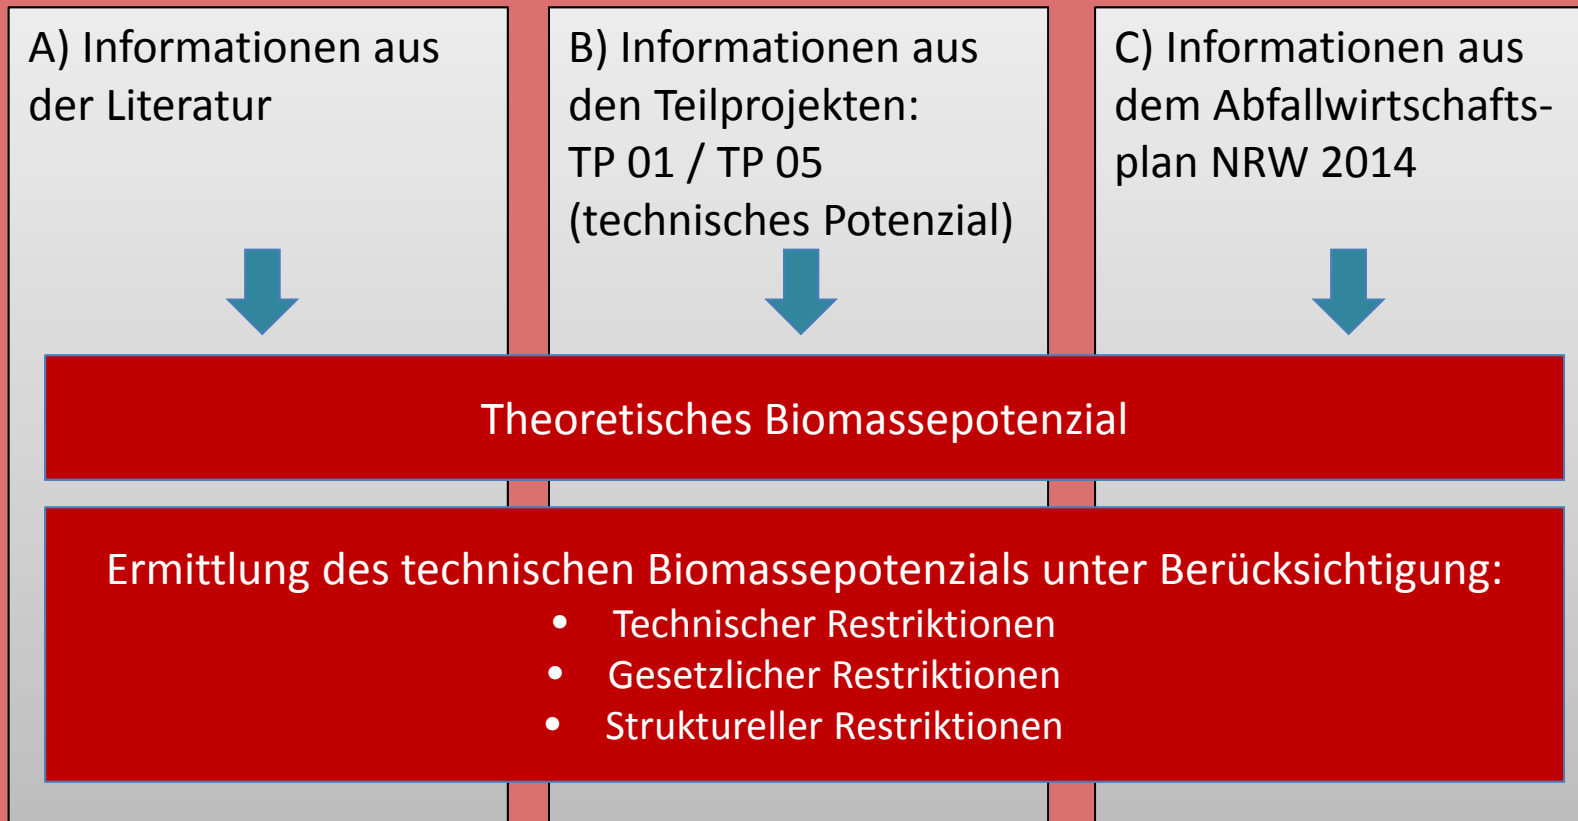 A) Informationen aus
der Literatur
B) Informationen aus
den Teilprojekten:
TP 01 / TP 05
(technisches Potenzial)
C) Informationen aus
dem Abfallwirtschafts-
plan NRW 2014
Theoretisches Biomassepotenzial
Ermittlung des technischen Biomassepotenzials unter Berücksichtigung:
• Technischer Restriktionen
• Gesetzlicher Restriktionen
• Struktureller Restriktionen